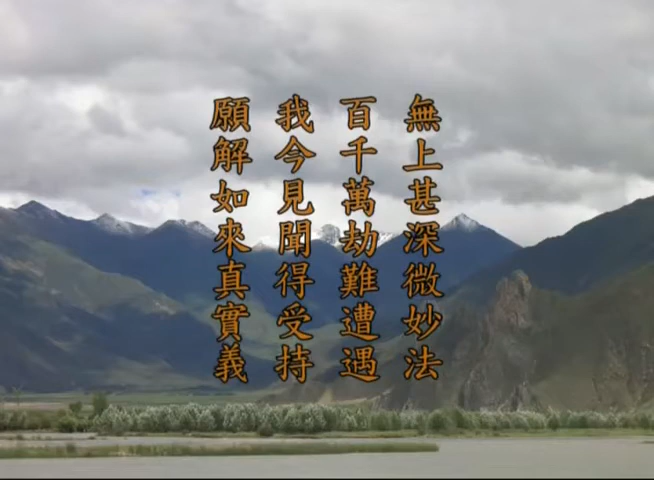 無上甚深微妙法
百千萬劫難遭遇
我今見聞得受持
願解如來真實義